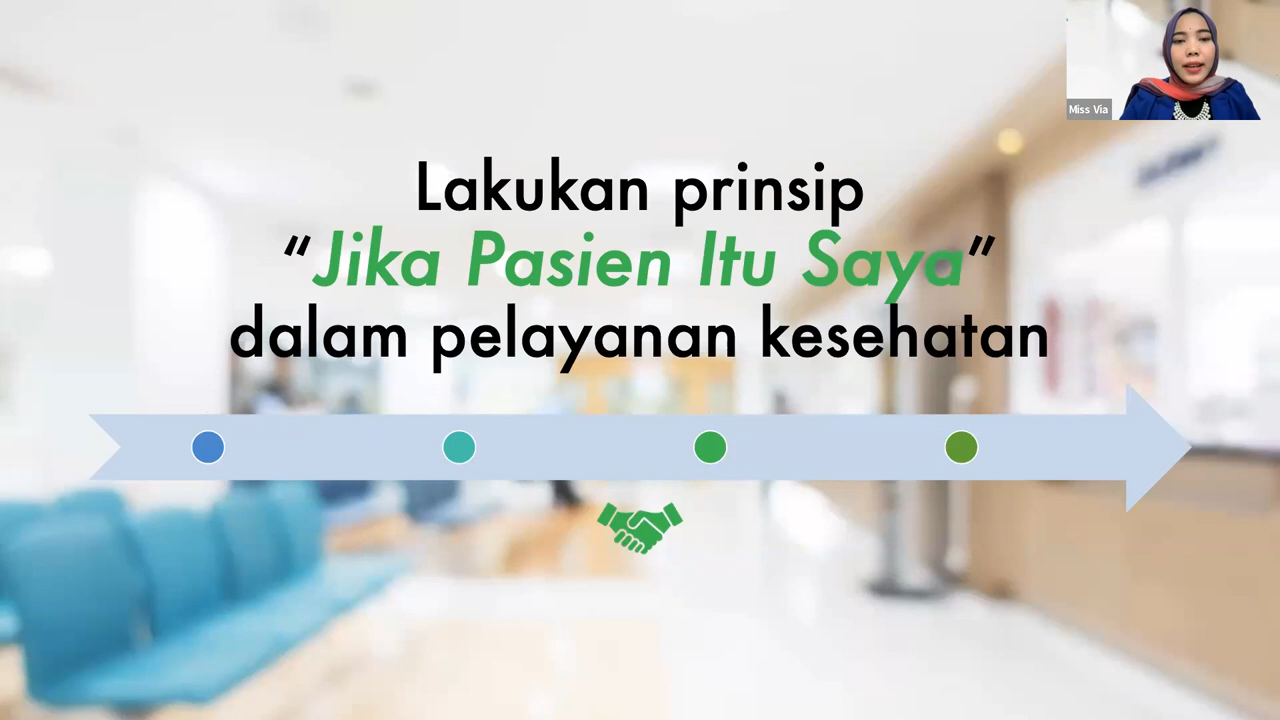 Miss Via
Lakukan prinsip
“Jika Pasien Itu Saya”
dalam pelayanan kesehatan